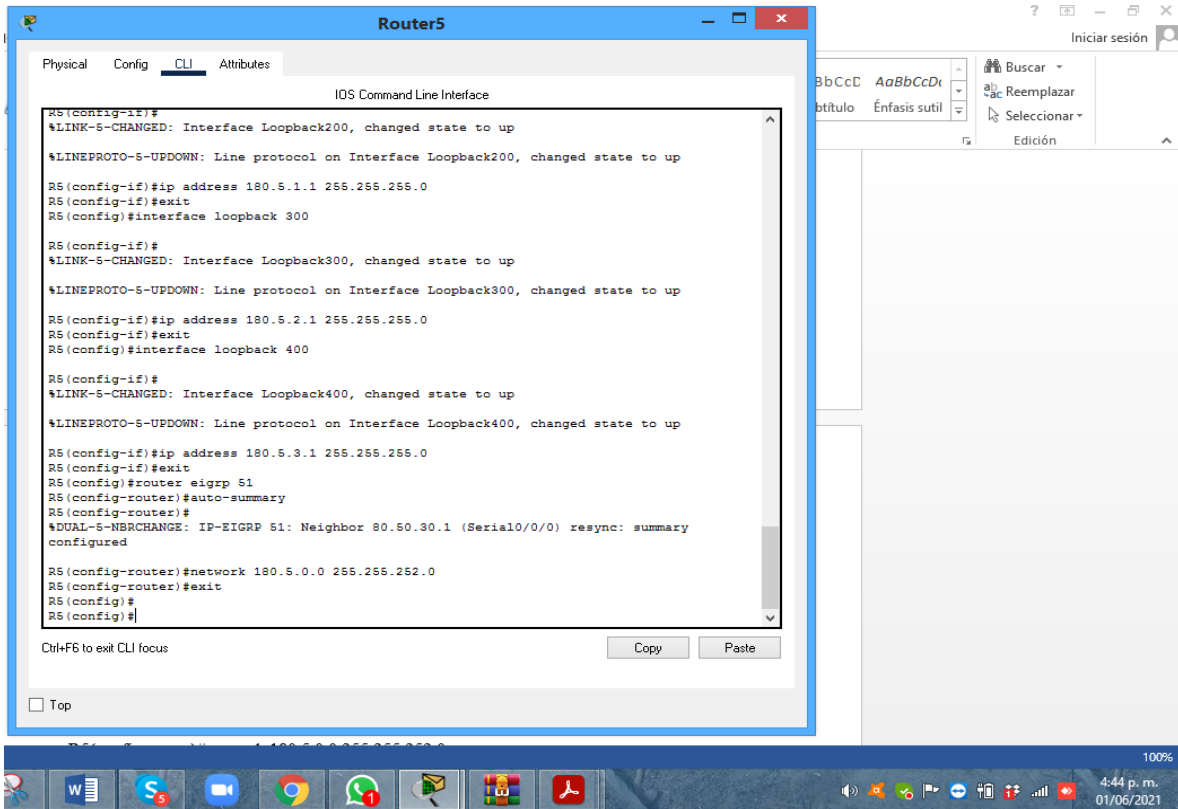 Router5
Iniciar sesión
Physical Config CLI Attributes
IOS Command Line Interface
R5(config-if)#
%LINK-5-CHANGED: Interface Loopback200, changed state to up
%LINEPROTO-5-UPDOWN: Line protocol on Interface Loopback200, changed state to up
R5(config-if)#ip address 180.5.1.1 255.255.255.0
R5(config-if)#exit
R5(config)#interface loopback 300
R5(config-if)#
%LINK-5-CHANGED: Interface Loopback300, changed state to up
%LINEPROTO-5-UPDOWN: Line protocol on Interface Loopback300, changed state to up
R5(config-if)#ip address 180.5.2.1 255.255.255.0
R5(config-if)#exit
R5(config)#interface loopback 400
R5(config-if)#
%LINK-5-CHANGED: Interface Loopback400, changed state to up
%LINEPROTO-5-UPDOWN: Line protocol on Interface Loopback400, changed state to up
R5(config-if)#ip address 180.5.3.1 255.255.255.0
R5(config-if)#exit
R5(config)#router eigrp 51
R5(config-router)#auto-summary
R5(config-router)#
%DUAL-5-NBRCHANGE: IP-EIGRP 51: Neighbor 80.50.30.1 (Serial0/0/0) resync: summary
configured
R5(config-router)#network 180.5.0.0 255.255.252.0
R5(config-router)#exit
R5(config)#
R5(config)#
Ctrl+F6 to exit CLI focus
Copy Paste
Top
BbCcD AaBbCcDc
btítulo Énfasis sutil
Buscar
Reemplazar
Seleccionar
Edición
100%
4:44 p. m.
01/06/2021